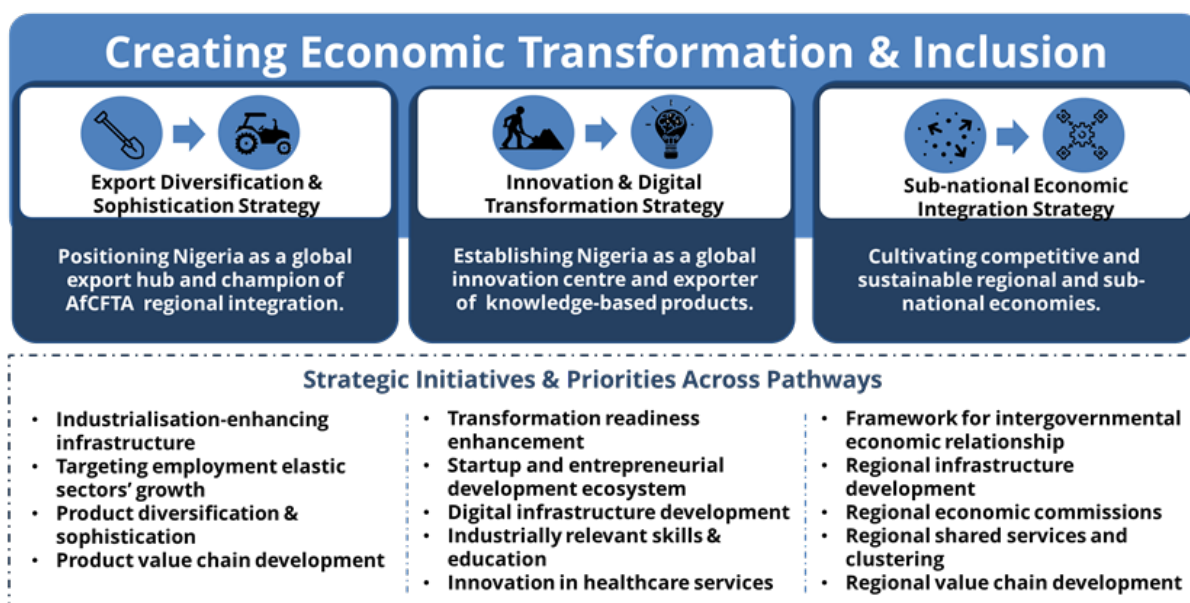 Creating Economic Transformation & Inclusion
Export Diversification &
Sophistication Strategy
Positioning Nigeria as a global
export hub and champion of
AfCFTA regional integration.
Innovation & Digital
Transformation Strategy
Establishing Nigeria as a global
innovation centre and exporter
of knowledge-based products.
Sub-national Economic
Integration Strategy
Cultivating competitive and
sustainable regional and sub-
national economies.
Strategic Initiatives & Priorities Across Pathways
• Industrialisation-enhancing
infrastructure
• Targeting employment elastic
sectors’ growth
• Product diversification &
sophistication
• Product value chain development
• Transformation readiness
enhancement
• Startup and entrepreneurial
development ecosystem
• Digital infrastructure development
• Industrially relevant skills &
education
• Innovation in healthcare services
• Framework for intergovernmental
economic relationship
• Regional infrastructure
development
• Regional economic commissions
• Regional shared services and
clustering
• Regional value chain development